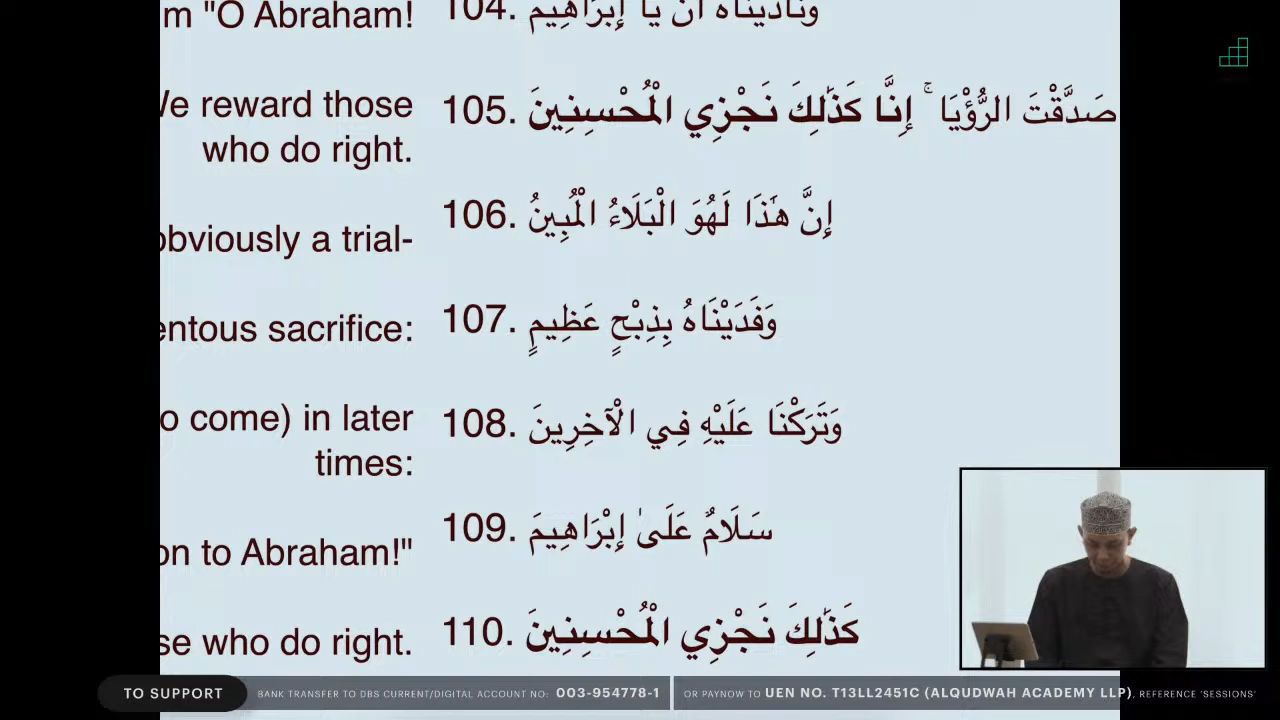 m "O Abraham!
104. وَنَادَيْنَاهُ أَنْ يَا إِبْرَاهِيمُ
We reward those
who do right.
105. صَدَّقْتَ الرُّؤْيَا ۚ إِنَّا كَذَٰلِكَ نَجْزِي الْمُحْسِنِينَ
obviously a trial-
106. إِنَّ هَٰذَا لَهُوَ الْبَلَاءُ الْمُبِينُ
entous sacrifice:
107. وَفَدَيْنَاهُ بِذِبْحٍ عَظِيمٍ
o come) in later
times:
108. وَتَرَكْنَا عَلَيْهِ فِي الْآخِرِينَ
on to Abraham!"
109. سَلَامٌ عَلَىٰ إِبْرَاهِيمَ
se who do right.
110. كَذَٰلِكَ نَجْزِي الْمُحْسِنِينَ
TO SUPPORT
BANK TRANSFER TO DBS CURRENT/DIGITAL ACCOUNT NO: 003-954778-1
OR PAYNOW TO UEN NO. T13LL2451C (ALQUDWAH ACADEMY LLP), REFERENCE 'SESSIONS'